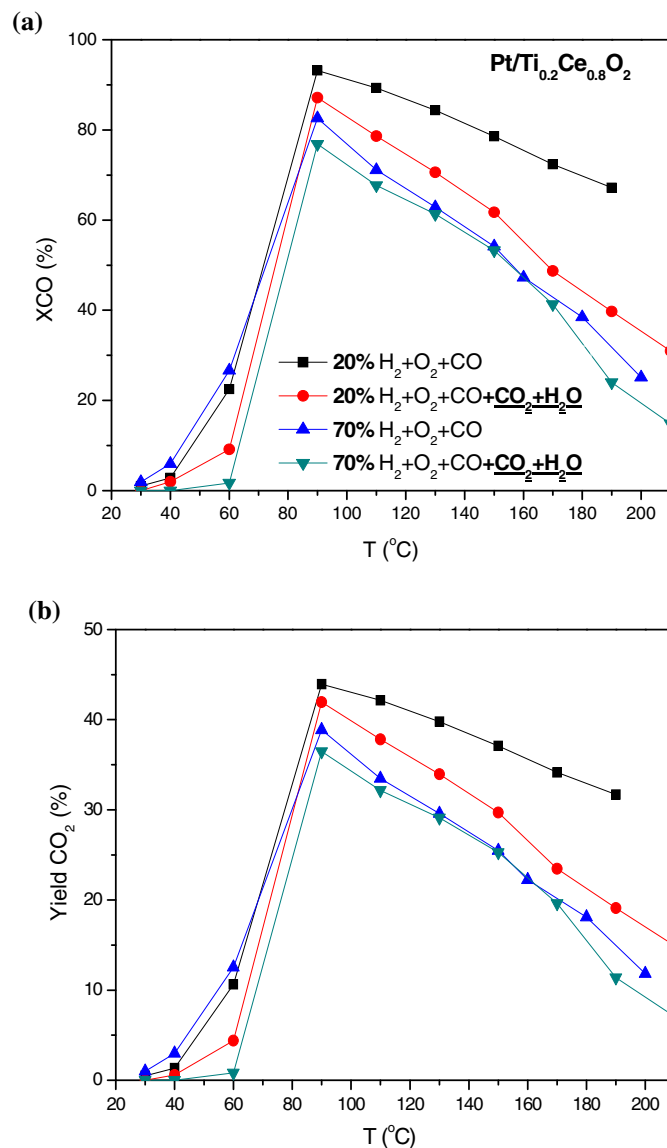 (a)
Pt/Ti0.2Ce0.8O2
100
80
60
40
20
0
XCO (%)
20% H2+O2+CO
20% H2+O2+CO+CO2+H2O
70% H2+O2+CO
70% H2+O2+CO+CO2+H2O
20 40 60 80 100 120 140 160 180 200
T (oC)
(b)
50
40
30
20
10
0
Yield CO2 (%)
20 40 60 80 100 120 140 160 180 200
T (oC)